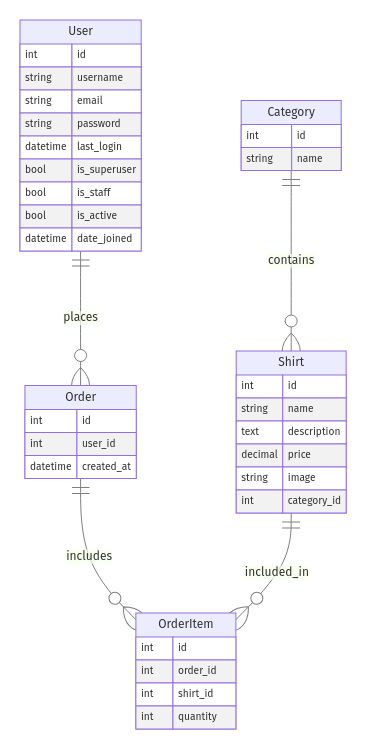 User
int id
string username
string email
string password
datetime last_login
bool is_superuser
bool is_staff
bool is_active
datetime date_joined
Category
int id
string name
places
contains
Order
int id
int user_id
datetime created_at
Shirt
int id
string name
text description
decimal price
string image
int category_id
includes
included_in
OrderItem
int id
int order_id
int shirt_id
int quantity